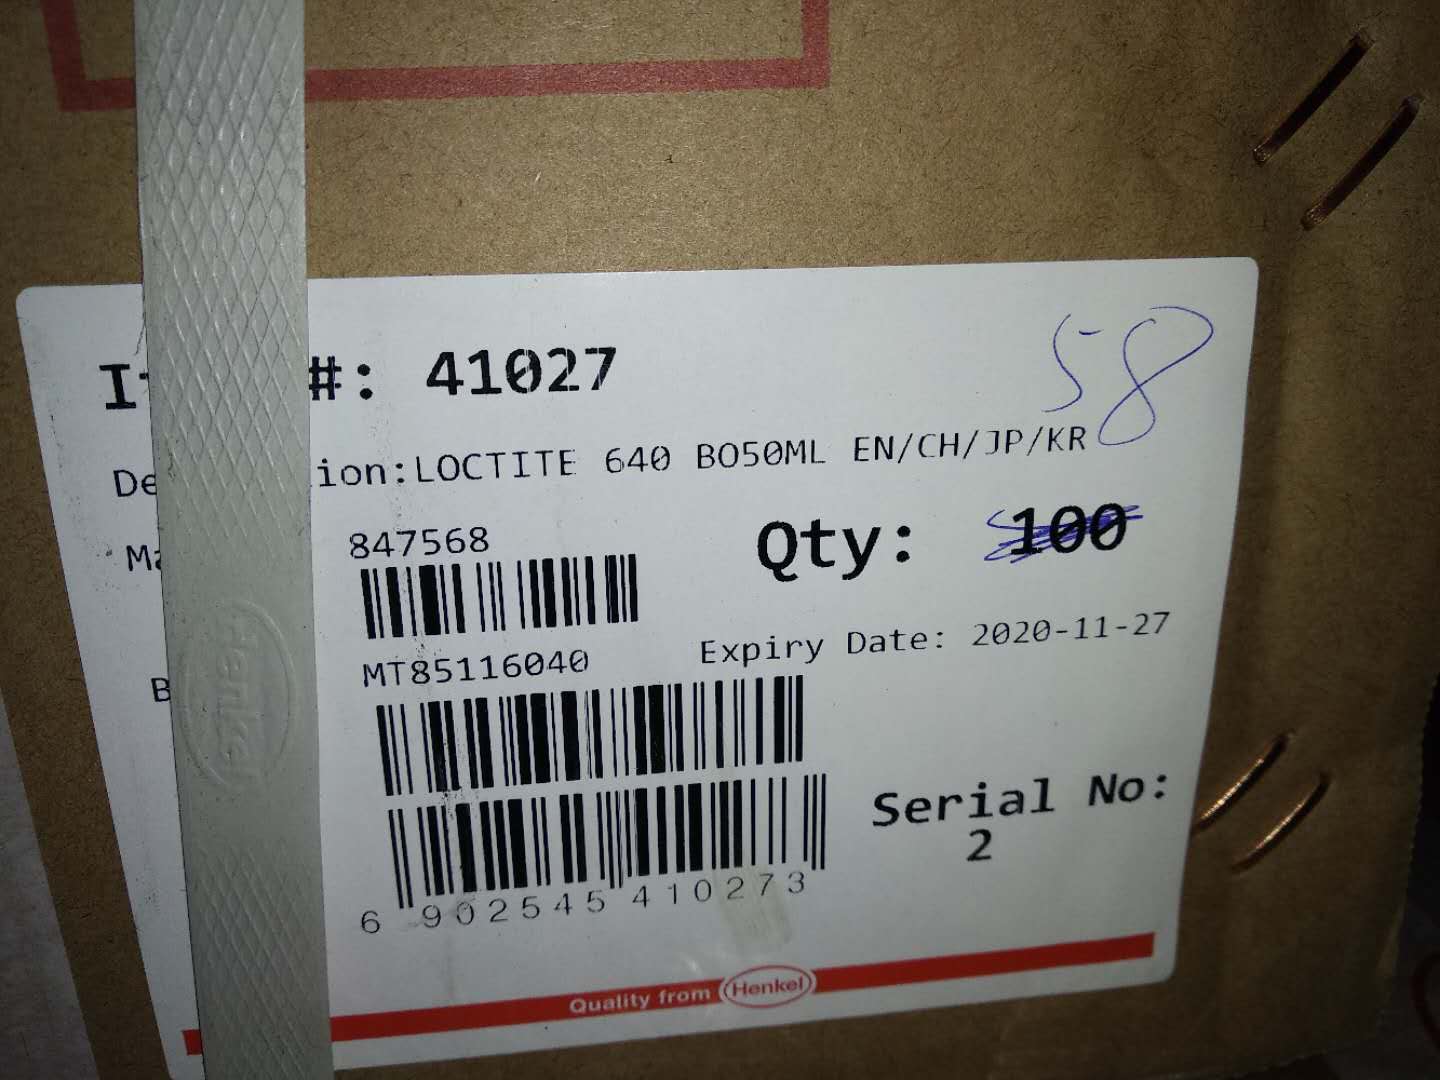 58
#: 41027
ion:LOCTITE 640 BO50ML EN/CH/JP/KR
847568
Qty: 100
MT85116040
Expiry Date: 2020-11-27
Serial No:
2
6 902545 410273
Quality from Henkel
Henkel